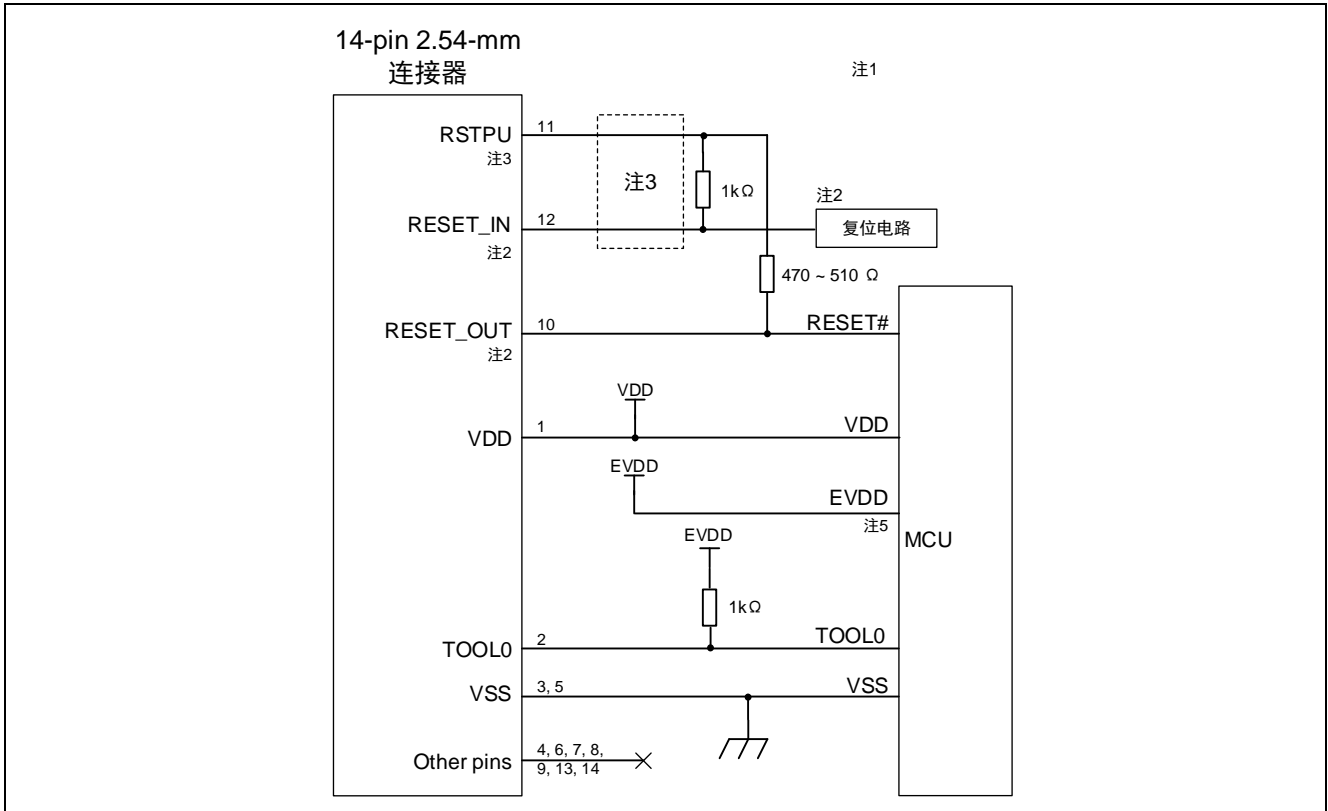 14-pin 2.54-mm
连接器
注1
RSTPU
11
注3
注3
1kΩ
注2
RESET_IN
12
复位电路
注2
470 ~ 510 Ω
RESET_OUT
10
RESET#
注2
VDD
VDD
1
VDD
EVDD
EVDD
注5
EVDD
MCU
1kΩ
TOOL0
2
TOOL0
VSS
3, 5
VSS
Other pins
4, 6, 7, 8,
9, 13, 14